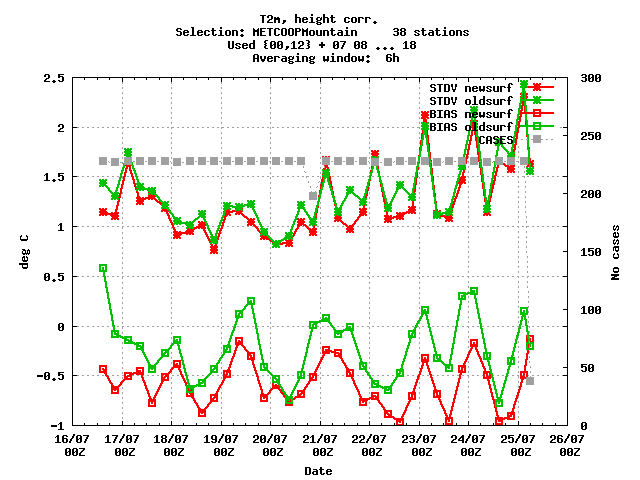 T2m, height corr.
Selection: METCOOPMountain 38 stations
Used {00,12} + 07 08 ... 18
Averaging window: 6h
STDV newsurf
STDV oldsurf
BIAS newsurf
BIAS oldsurf
CASES
deg C
2.5
2
1.5
1
0.5
0
-0.5
-1
No cases
300
250
200
150
100
50
0
16/07 17/07 18/07 19/07 20/07 21/07 22/07 23/07 24/07 25/07 26/07
00Z 00Z 00Z 00Z 00Z 00Z 00Z 00Z 00Z 00Z 00Z
Date